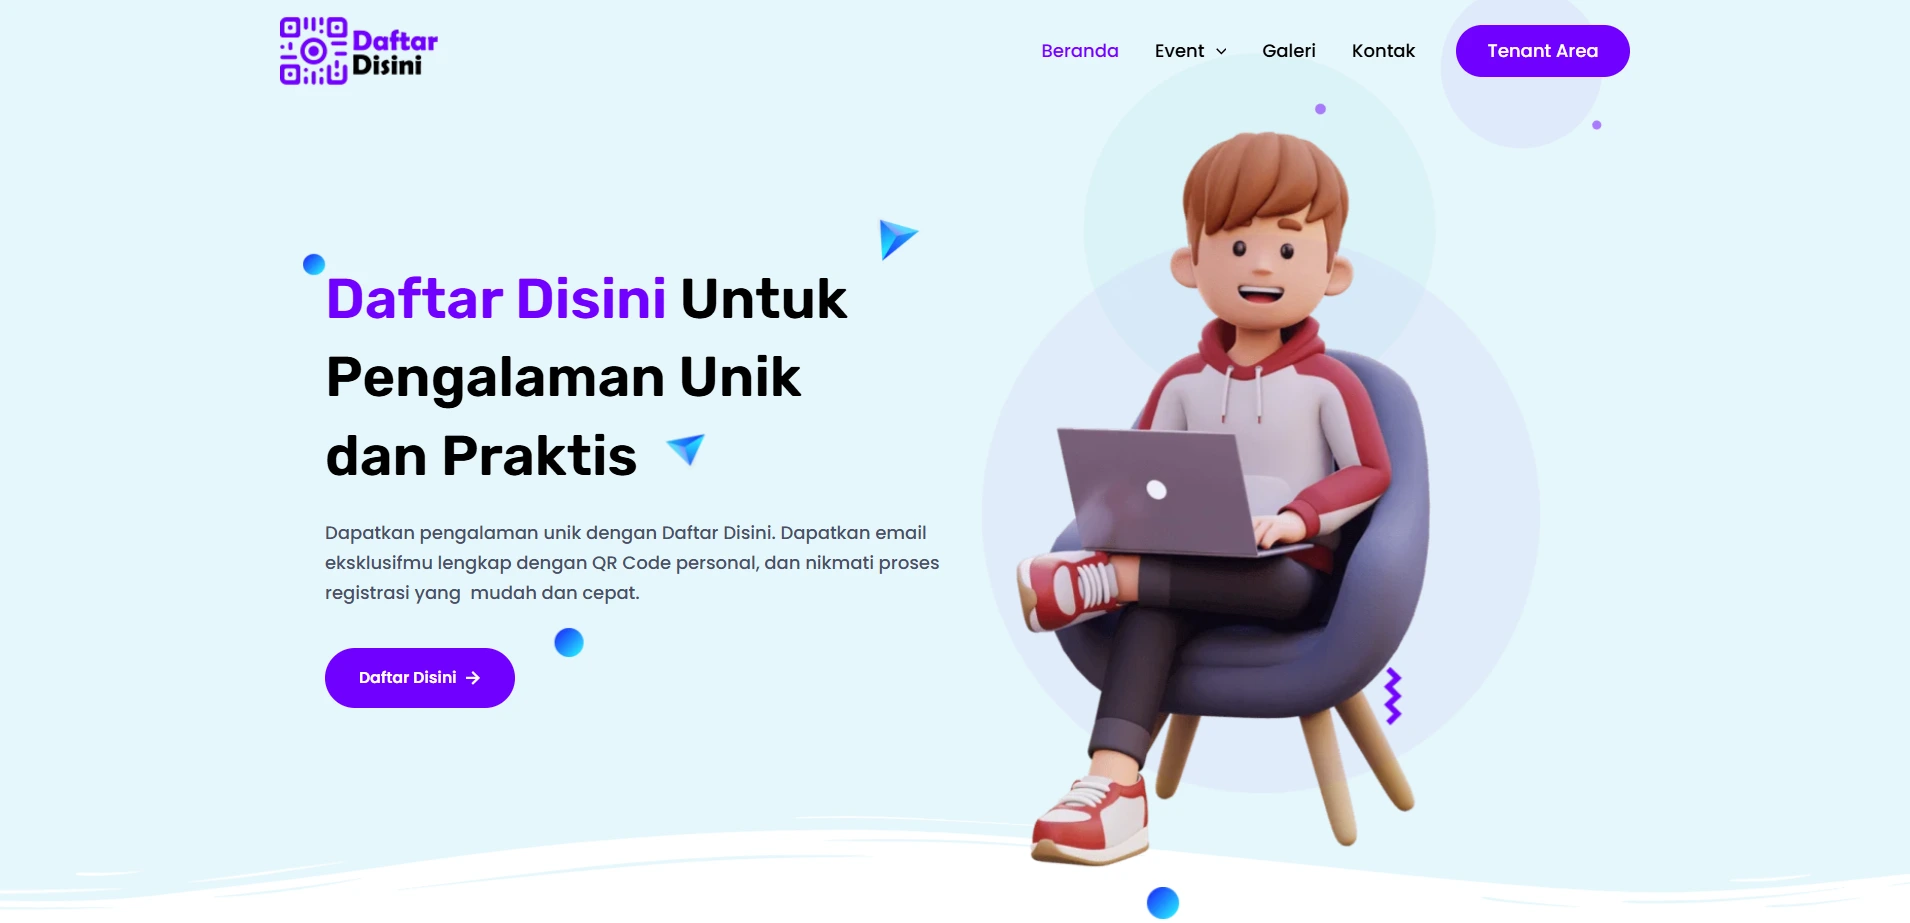 Daftar
Disini
Beranda
Event
Galeri
Kontak
Tenant Area
Daftar Disini Untuk
Pengalaman Unik
dan Praktis
Dapatkan pengalaman unik dengan Daftar Disini. Dapatkan email
eksklusifmu lengkap dengan QR Code personal, dan nikmati proses
registrasi yang  mudah dan cepat.
Daftar Disini →